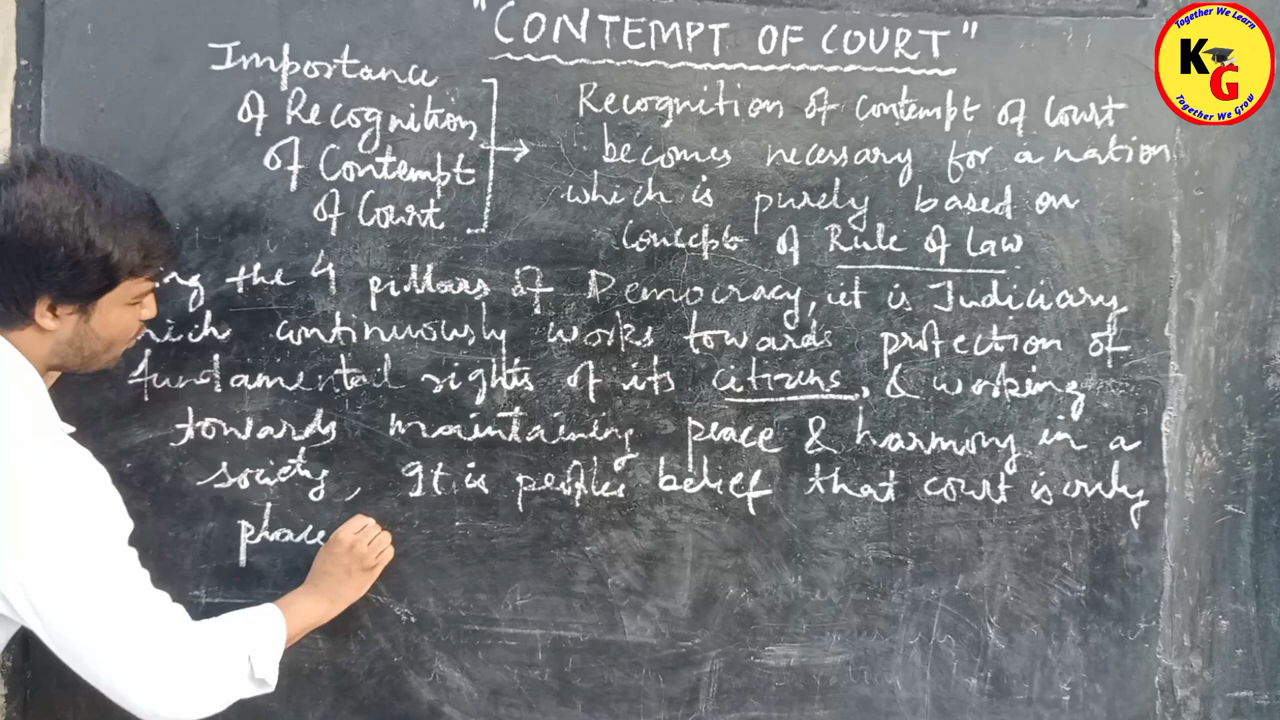 "CONTEMPT OF COURT"
Importance
of Recognition
of Contempt
of Court
Recognition of contempt of Court
becomes necessary for a nation
which is purely based on
Concept of Rule of Law
ing the 4 pillars of Democracy, it is Judiciary
hich continuously works towards protection of
fundamental rights of its citizens, & working
towards maintaining peace & harmony in a
society, It is peoples belief that court is only
place
Together We Learn
KG
Together We Grow